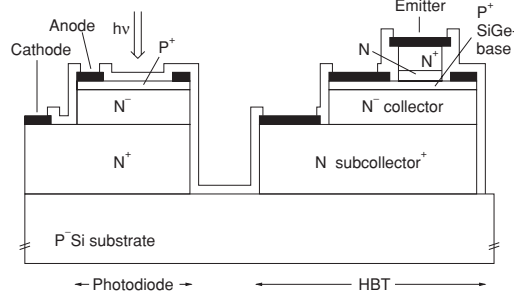 Emitter
Anode
hν
P+
Cathode
P+
SiGe-
base
N
N+
N− 
N− collector
N+
N subcollector+
P−Si substrate
Photodiode
HBT